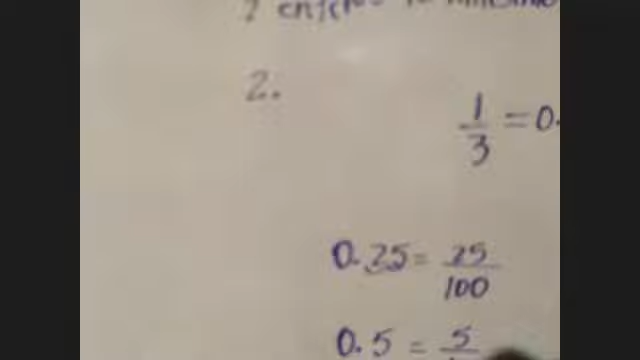 2.
1/3 = 0.
0.25 = 25/100
0.5 = 5